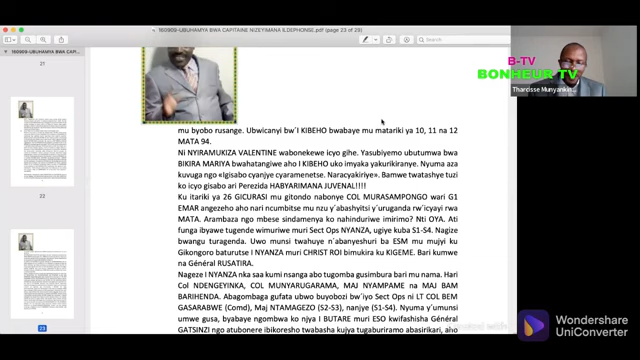 160909-UBUHAMYA BWA CAPITAINE NIZEYIMANA ILDEPHONSE.pdf (page 23 of 29)
Search
160909-UBUHAMYA BWA CAPI...
21
22
23
B-TV
BONHEUR TV
Tharcisse Munyankin...
mu byobo rusange. Ubwicanyi bw'I KIBEHO bwabaye mu matariki ya 10, 11 na 12
MATA 94.
Ni NYIRAMUKIZA VALENTINE wabonekewe icyo gihe. Yasubiyemo ubutumwa bwa
BIKIRA MARIYA bwahatangiwe aho I KIBEHO uko imyaka yakurikiranye. Nyuma aza
kuvuga ngo «Igisabo cyanjye cyaramenetse. Naracyakiriye». Bamwe twatashye tuzi
ko icyo gisabo ari Perezida HABYARIMANA JUVENAL!!!!
Ku itariki ya 26 GICURASI mu gitondo nabonye COL MURASAMPONGO wari G1
EMAR angezeho aho nari ncumbitse mu nzu y'abashyitsi y'uruganda rw'icyayi rwa
MATA. Arambaza ngo mbese sindamenya ko nahinduriwe imirimo? Nti OYA. Ati
funga ibyawe tugende wimuriwe muri Sect Ops NYANZA, ugiye kuba S1-S4. Nagize
bwangu turagenda. Uwo munsi twahuye n'abanyeshuri ba ESM mu mujyi ku
Gikongoro baturutse I NYANZA muri CHRIST ROI bimukira ku KIGEME. Bari kumwe
na Général RUSATIRA.
Nageze I NYANZA nka saa kumi nsanga abo tugomba gusimbura bari mu nama. Hari
Col NDENGEYINKA, COL MUNYARUGARAMA, MAJ NYAMPAME na MAJ BAM
BARIHENDA. Abagombaga gufata ubwo buyobozi bw'iyo Sect Ops ni LT COL BEM
GASARABWE (Comd), Maj NTAMAGEZO (S2-S3), nanjye (S1-S4). Nyuma y'umunsi
umwe gusa, byabaye ngombwa ko njya I BUTARE muri ESO kwifashisha Général
GATSINZI ngo atubonere ibikoresho twabasha kujya tugaburiramo abasirikari, aho
Wondershare
UniConverter